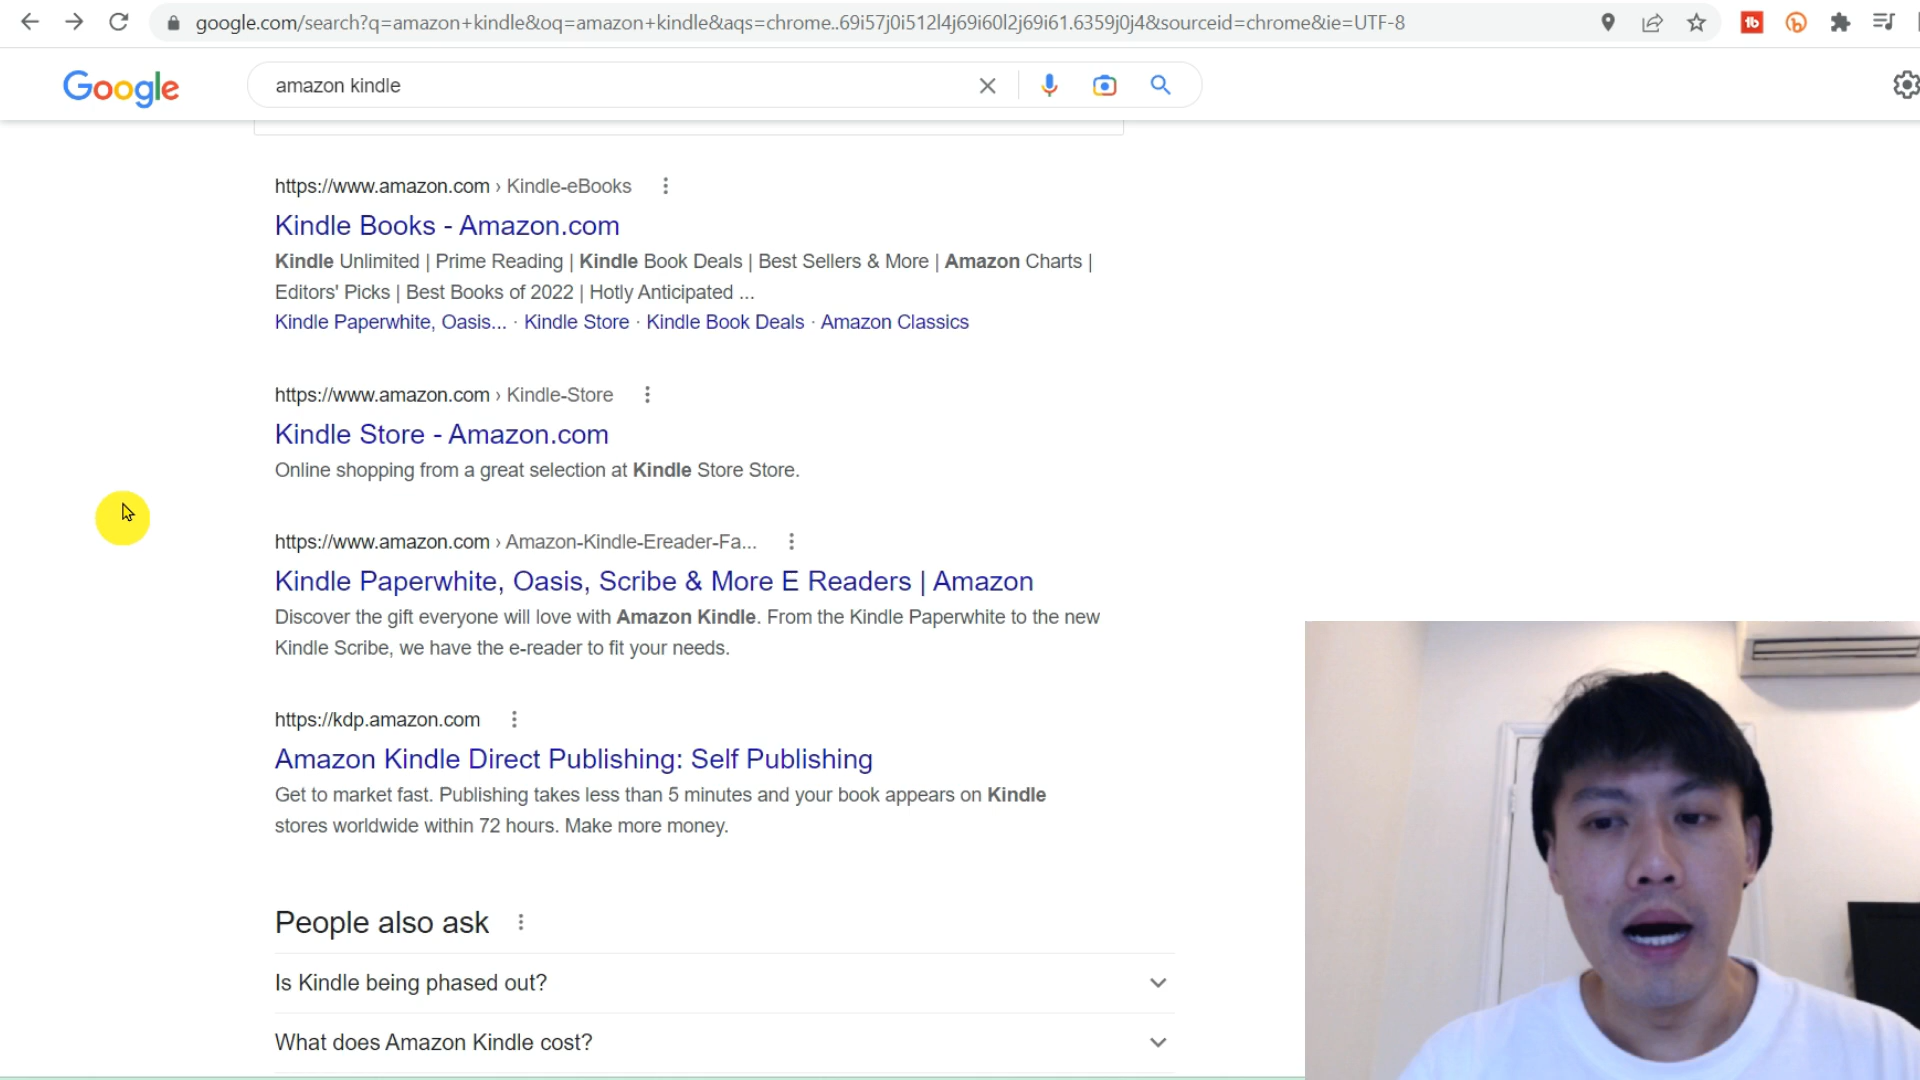 google.com/search?q=amazon+kindle&oq=amazon+kindle&aqs=chrome..69i57j0i512l4j69i60l2j69i61.6359j0j4&sourceid=chrome&ie=UTF-8
Google
amazon kindle
https://www.amazon.com › Kindle-eBooks
Kindle Books - Amazon.com
Kindle Unlimited | Prime Reading | Kindle Book Deals | Best Sellers & More | Amazon Charts |
Editors' Picks | Best Books of 2022 | Hotly Anticipated ...
Kindle Paperwhite, Oasis... · Kindle Store · Kindle Book Deals · Amazon Classics
https://www.amazon.com › Kindle-Store
Kindle Store - Amazon.com
Online shopping from a great selection at Kindle Store Store.
https://www.amazon.com › Amazon-Kindle-Ereader-Fa...
Kindle Paperwhite, Oasis, Scribe & More E Readers | Amazon
Discover the gift everyone will love with Amazon Kindle. From the Kindle Paperwhite to the new
Kindle Scribe, we have the e-reader to fit your needs.
https://kdp.amazon.com
Amazon Kindle Direct Publishing: Self Publishing
Get to market fast. Publishing takes less than 5 minutes and your book appears on Kindle
stores worldwide within 72 hours. Make more money.
People also ask
Is Kindle being phased out?
What does Amazon Kindle cost?